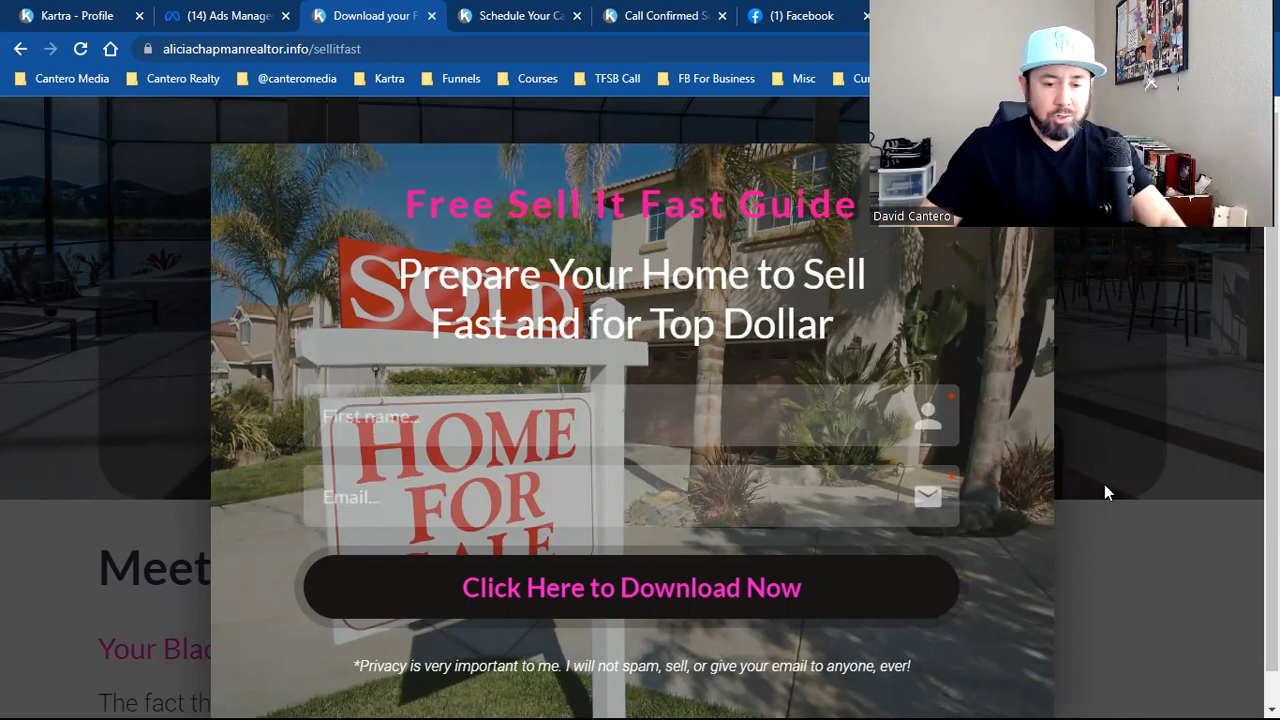 Kartra - Profile
(14) Ads Manage
Download your F
Schedule Your Ca
Call Confirmed S
(1) Facebook
aliciachapmanrealtor.info/sellitfast
Cantero Media
Cantero Realty
@canteromedia
Kartra
Funnels
Courses
TFSB Call
FB For Business
Misc
Cur
David Cantero
Free Sell It Fast Guide
Prepare Your Home to Sell
Fast and for Top Dollar
SOLD
First name...
Email...
HOME
FOR
SALE
Click Here to Download Now
*Privacy is very important to me. I will not spam, sell, or give your email to anyone, ever!
Meet
Your Blac
The fact th